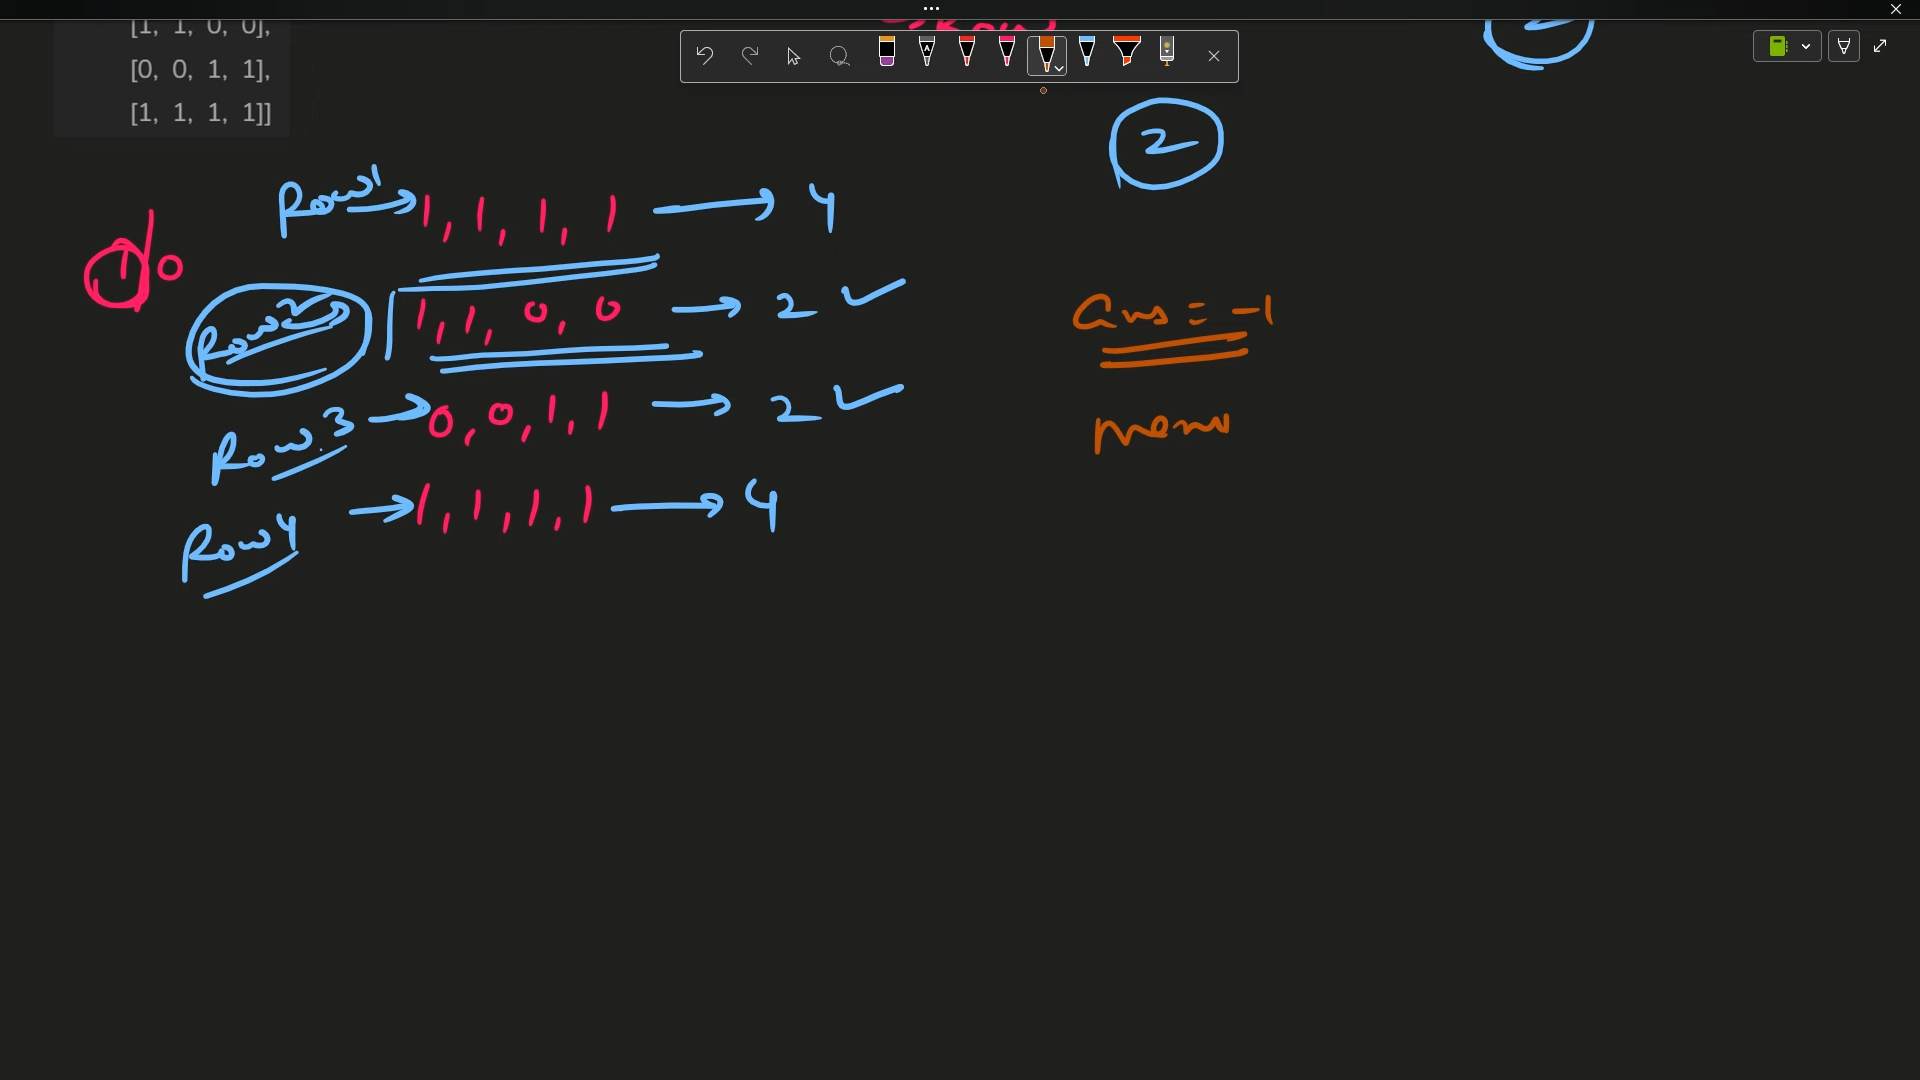 [1, 1, 0, 0],
[0, 0, 1, 1],
[1, 1, 1, 1]]
2
Row1 → 1, 1, 1, 1 → 4
1/0
Row2 1, 1, 0, 0 → 2 ✓
ans = -1
Row3 → 0, 0, 1, 1 → 2 ✓
Row4 → 1, 1, 1, 1 → 4